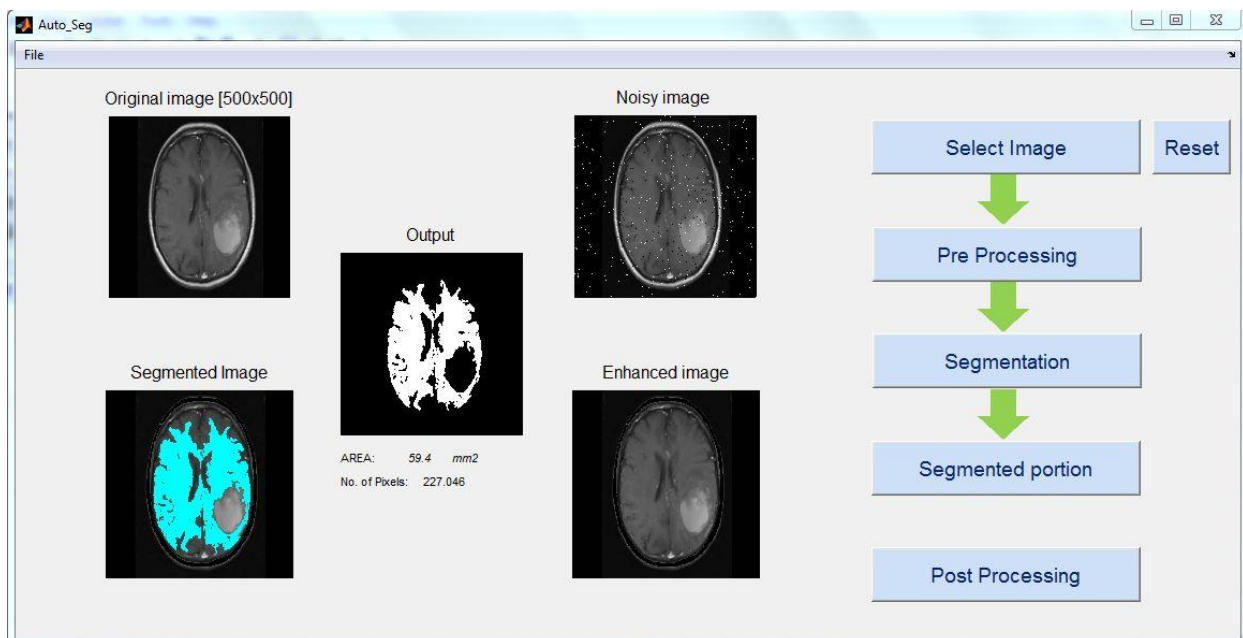 Auto_Seg
File
Original image [500x500]
Noisy image
Select Image
Reset
Pre Processing
Output
Segmentation
Segmented Image
Enhanced image
AREA: 59.4 mm2
No. of Pixels: 227.046
Segmented portion
Post Processing